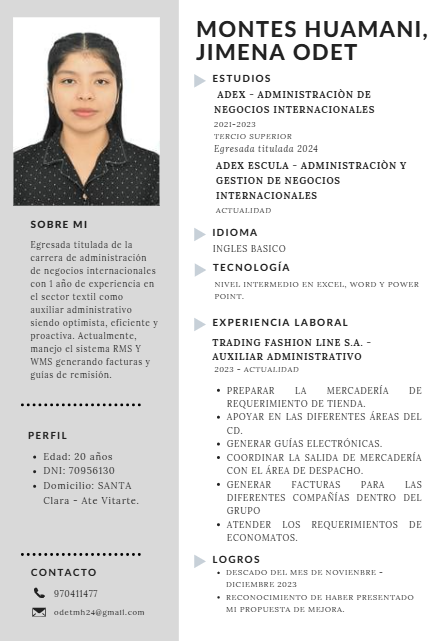 MONTES HUAMANI,
JIMENA ODET
ESTUDIOS
ADEX - ADMINISTRACIÒN DE
NEGOCIOS INTERNACIONALES
2021-2023
TERCIO SUPERIOR
Egresada titulada 2024
ADEX ESCULA - ADMINISTRACIÒN Y
GESTION DE NEGOCIOS
INTERNACIONALES
ACTUALIDAD
IDIOMA
INGLES BASICO
TECNOLOGÍA
NIVEL INTERMEDIO EN EXCEL, WORD Y POWER
POINT.
EXPERIENCIA LABORAL
TRADING FASHION LINE S.A. -
AUXILIAR ADMINISTRATIVO
2023 - ACTUALIDAD
• PREPARAR LA MERCADERÍA DE
REQUERIMIENTO DE TIENDA.
• APOYAR EN LAS DIFERENTES ÁREAS DEL
CD.
• GENERAR GUÍAS ELECTRÓNICAS.
• COORDINAR LA SALIDA DE MERCADERÍA
CON EL ÁREA DE DESPACHO.
• GENERAR FACTURAS PARA LAS
DIFERENTES COMPAÑÍAS DENTRO DEL
GRUPO
• ATENDER LOS REQUERIMIENTOS DE
ECONOMATOS.
LOGROS
• DESCADO DEL MES DE NOVIENBRE -
DICIEMBRE 2023
• RECONOCIMIENTO DE HABER PRESENTADO
MI PROPUESTA DE MEJORA.
SOBRE MI
Egresada titulada de la
carrera de administraciòn
de negocios internacionales
con 1 año de experiencia en
el sector textil como
auxiliar administrativo
siendo optimista, eficiente y
proactiva. Actualmente,
manejo el sistema RMS Y
WMS generando facturas y
guías de remisión.
PERFIL
• Edad: 20 años
• DNI: 70956130
• Domicilio: SANTA
Clara - Ate Vitarte.
CONTACTO
970411477
odetmh24@gmail.com